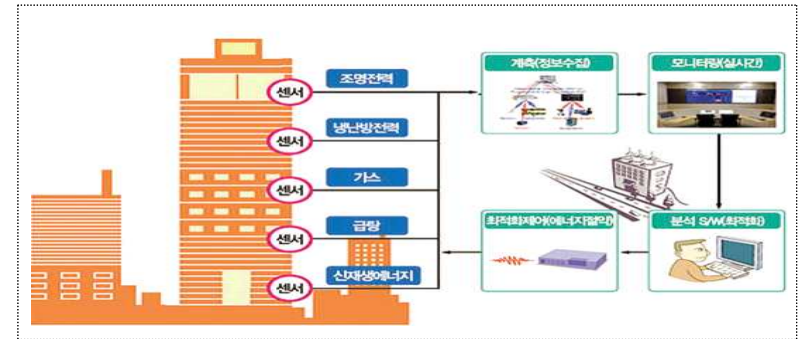 센서
조명전력
센서
냉난방전력
센서
가스
센서
급탕
센서
신재생에너지
계측(정보수집)
모니터링(실시간)
분석 S/W(최적화)
최적화제어(에너지절약)